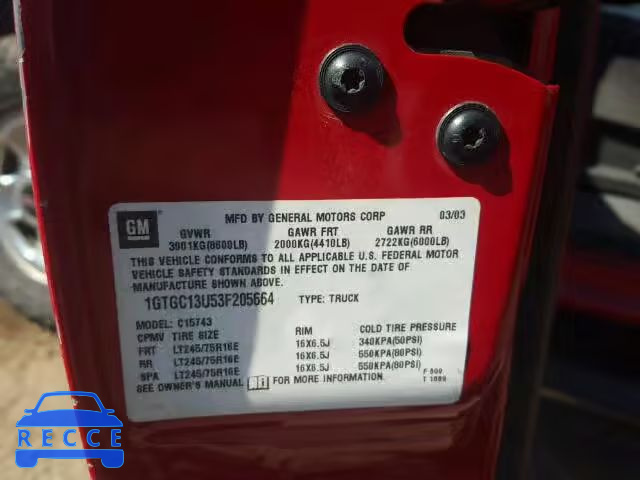 GM
MFD BY GENERAL MOTORS CORP 03/03
GVWR GAWR FRT GAWR RR
3901KG(8600LB) 2000KG(4410LB) 2722KG(6000LB)
THIS VEHICLE CONFORMS TO ALL APPLICABLE U.S. FEDERAL MOTOR
VEHICLE SAFETY STANDARDS IN EFFECT ON THE DATE OF
MANUFACTURE SHOWN ABOVE.
1GTGC13U53F205664 TYPE: TRUCK
MODEL: C15743
CPMV TIRE SIZE RIM COLD TIRE PRESSURE
FRT LT245/75R16E 16X6.5J 340KPA(50PSI)
RR LT245/75R16E 16X6.5J 550KPA(80PSI)
SPA LT245/75R16E 16X6.5J 550KPA(80PSI)
SEE OWNER'S MANUAL FOR MORE INFORMATION.
RECCE